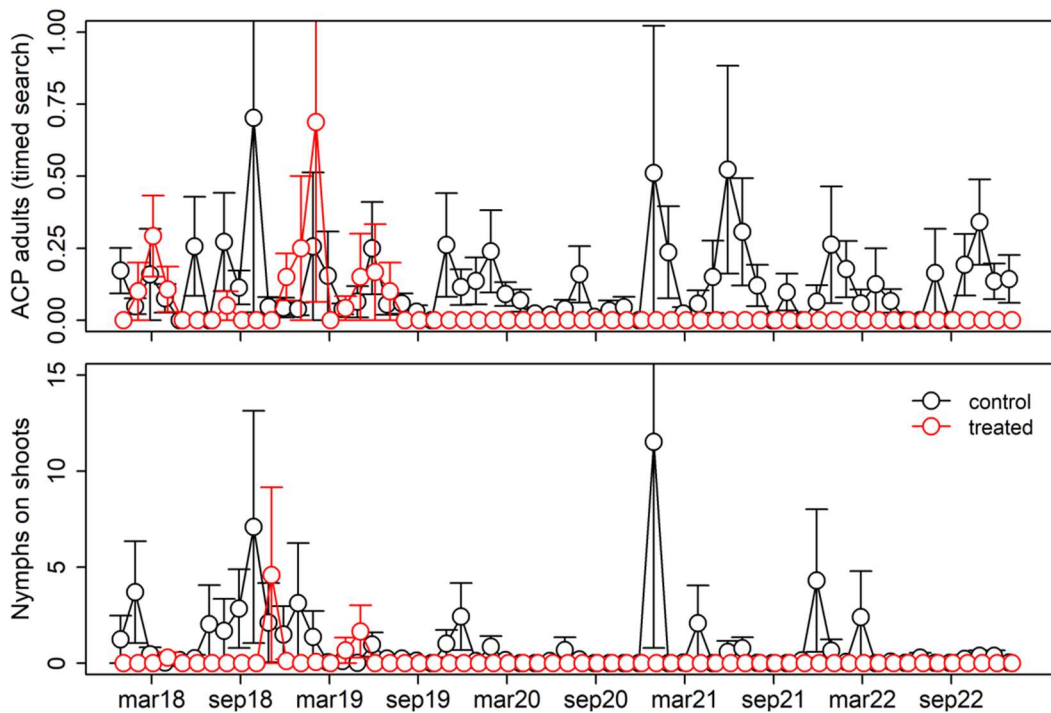 ACP adults (timed search)
0.00 0.25 0.50 0.75 1.00
Nymphs on shoots
0 5 10 15
control
treated
mar18 sep18 mar19 sep19 mar20 sep20 mar21 sep21 mar22 sep22